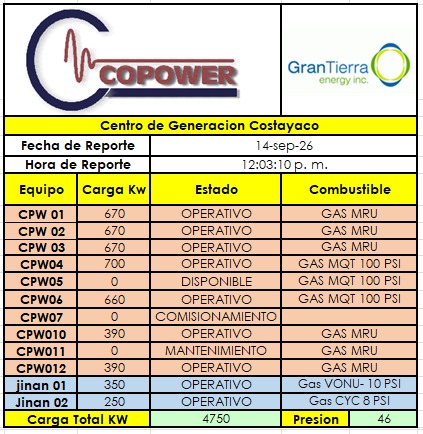 COPOWER
GranTierra
energy inc.
Centro de Generacion Costayaco
Fecha de Reporte 14-sep-26
Hora de Reporte 12:03:10 p. m.
Equipo Carga Kw Estado Combustible
CPW 01 670 OPERATIVO GAS MRU
CPW 02 670 OPERATIVO GAS MRU
CPW 03 670 OPERATIVO GAS MRU
CPW04 700 OPERATIVO GAS MQT 100 PSI
CPW05 0 DISPONIBLE GAS MQT 100 PSI
CPW06 660 OPERATIVO GAS MQT 100 PSI
CPW07 0 COMISIONAMIENTO
CPW010 390 OPERATIVO GAS MRU
CPW011 0 MANTENIMIENTO GAS MRU
CPW012 390 OPERATIVO GAS MRU
jinan 01 350 OPERATIVO Gas VONU- 10 PSI
Jinan 02 250 OPERATIVO Gas CYC 8 PSI
Carga Total KW 4750 Presion 46